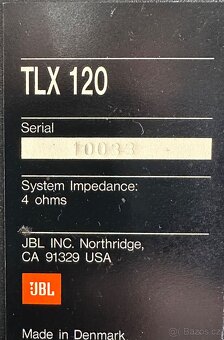 TLX 120
Serial
10033
System Impedance:
4 ohms
JBL INC. Northridge,
CA 91329 USA
JBL
Made in Denmark